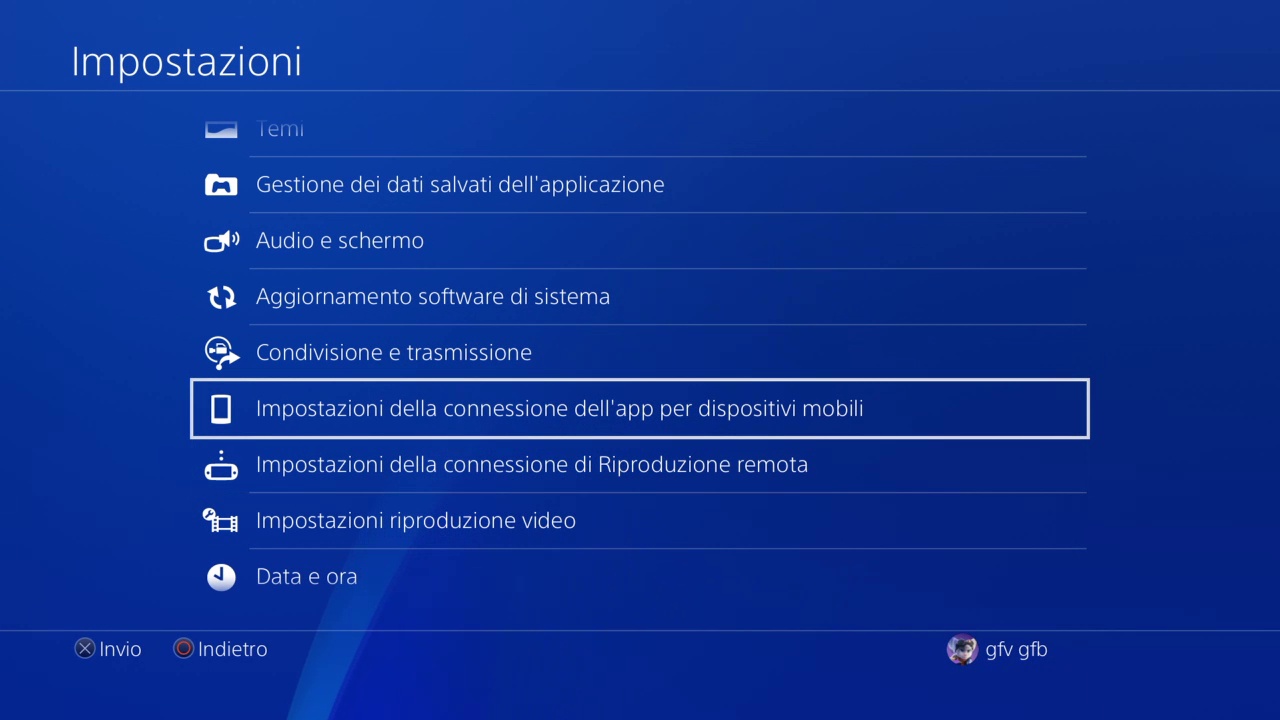 Impostazioni
Temi
Gestione dei dati salvati dell'applicazione
Audio e schermo
Aggiornamento software di sistema
Condivisione e trasmissione
Impostazioni della connessione dell'app per dispositivi mobili
Impostazioni della connessione di Riproduzione remota
Impostazioni riproduzione video
Data e ora
Invio Indietro gfv gfb